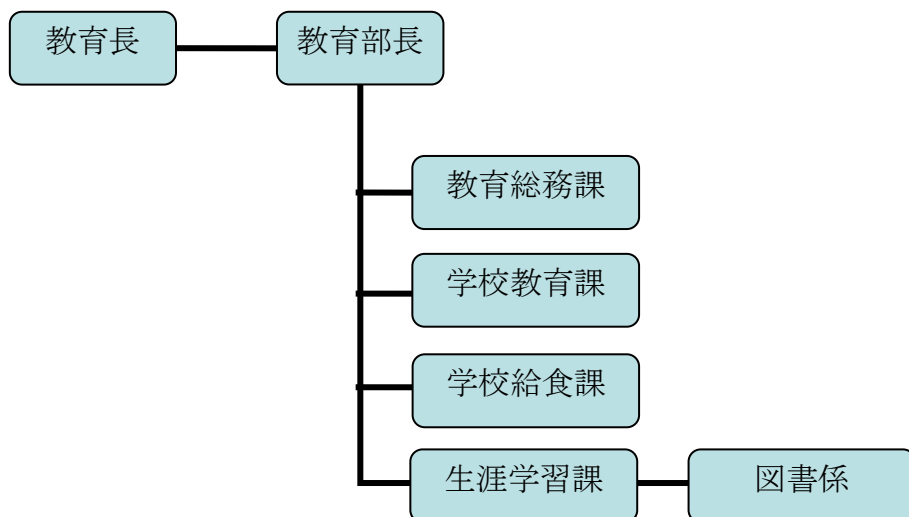 教育長
教育部長
教育総務課
学校教育課
学校給食課
生涯学習課
図書係